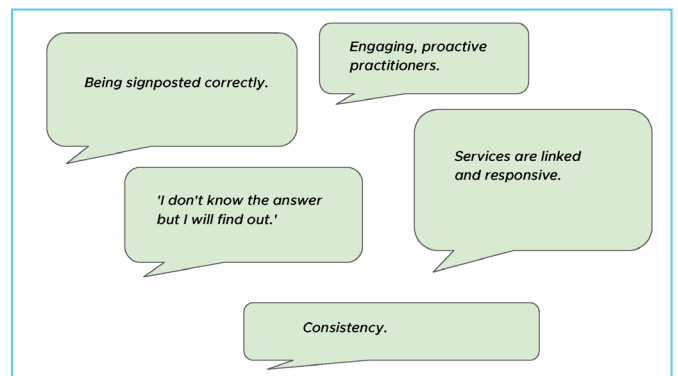 Being signposted correctly.
Engaging, proactive
practitioners.
Services are linked
and responsive.
'I don't know the answer
but I will find out.'
Consistency.